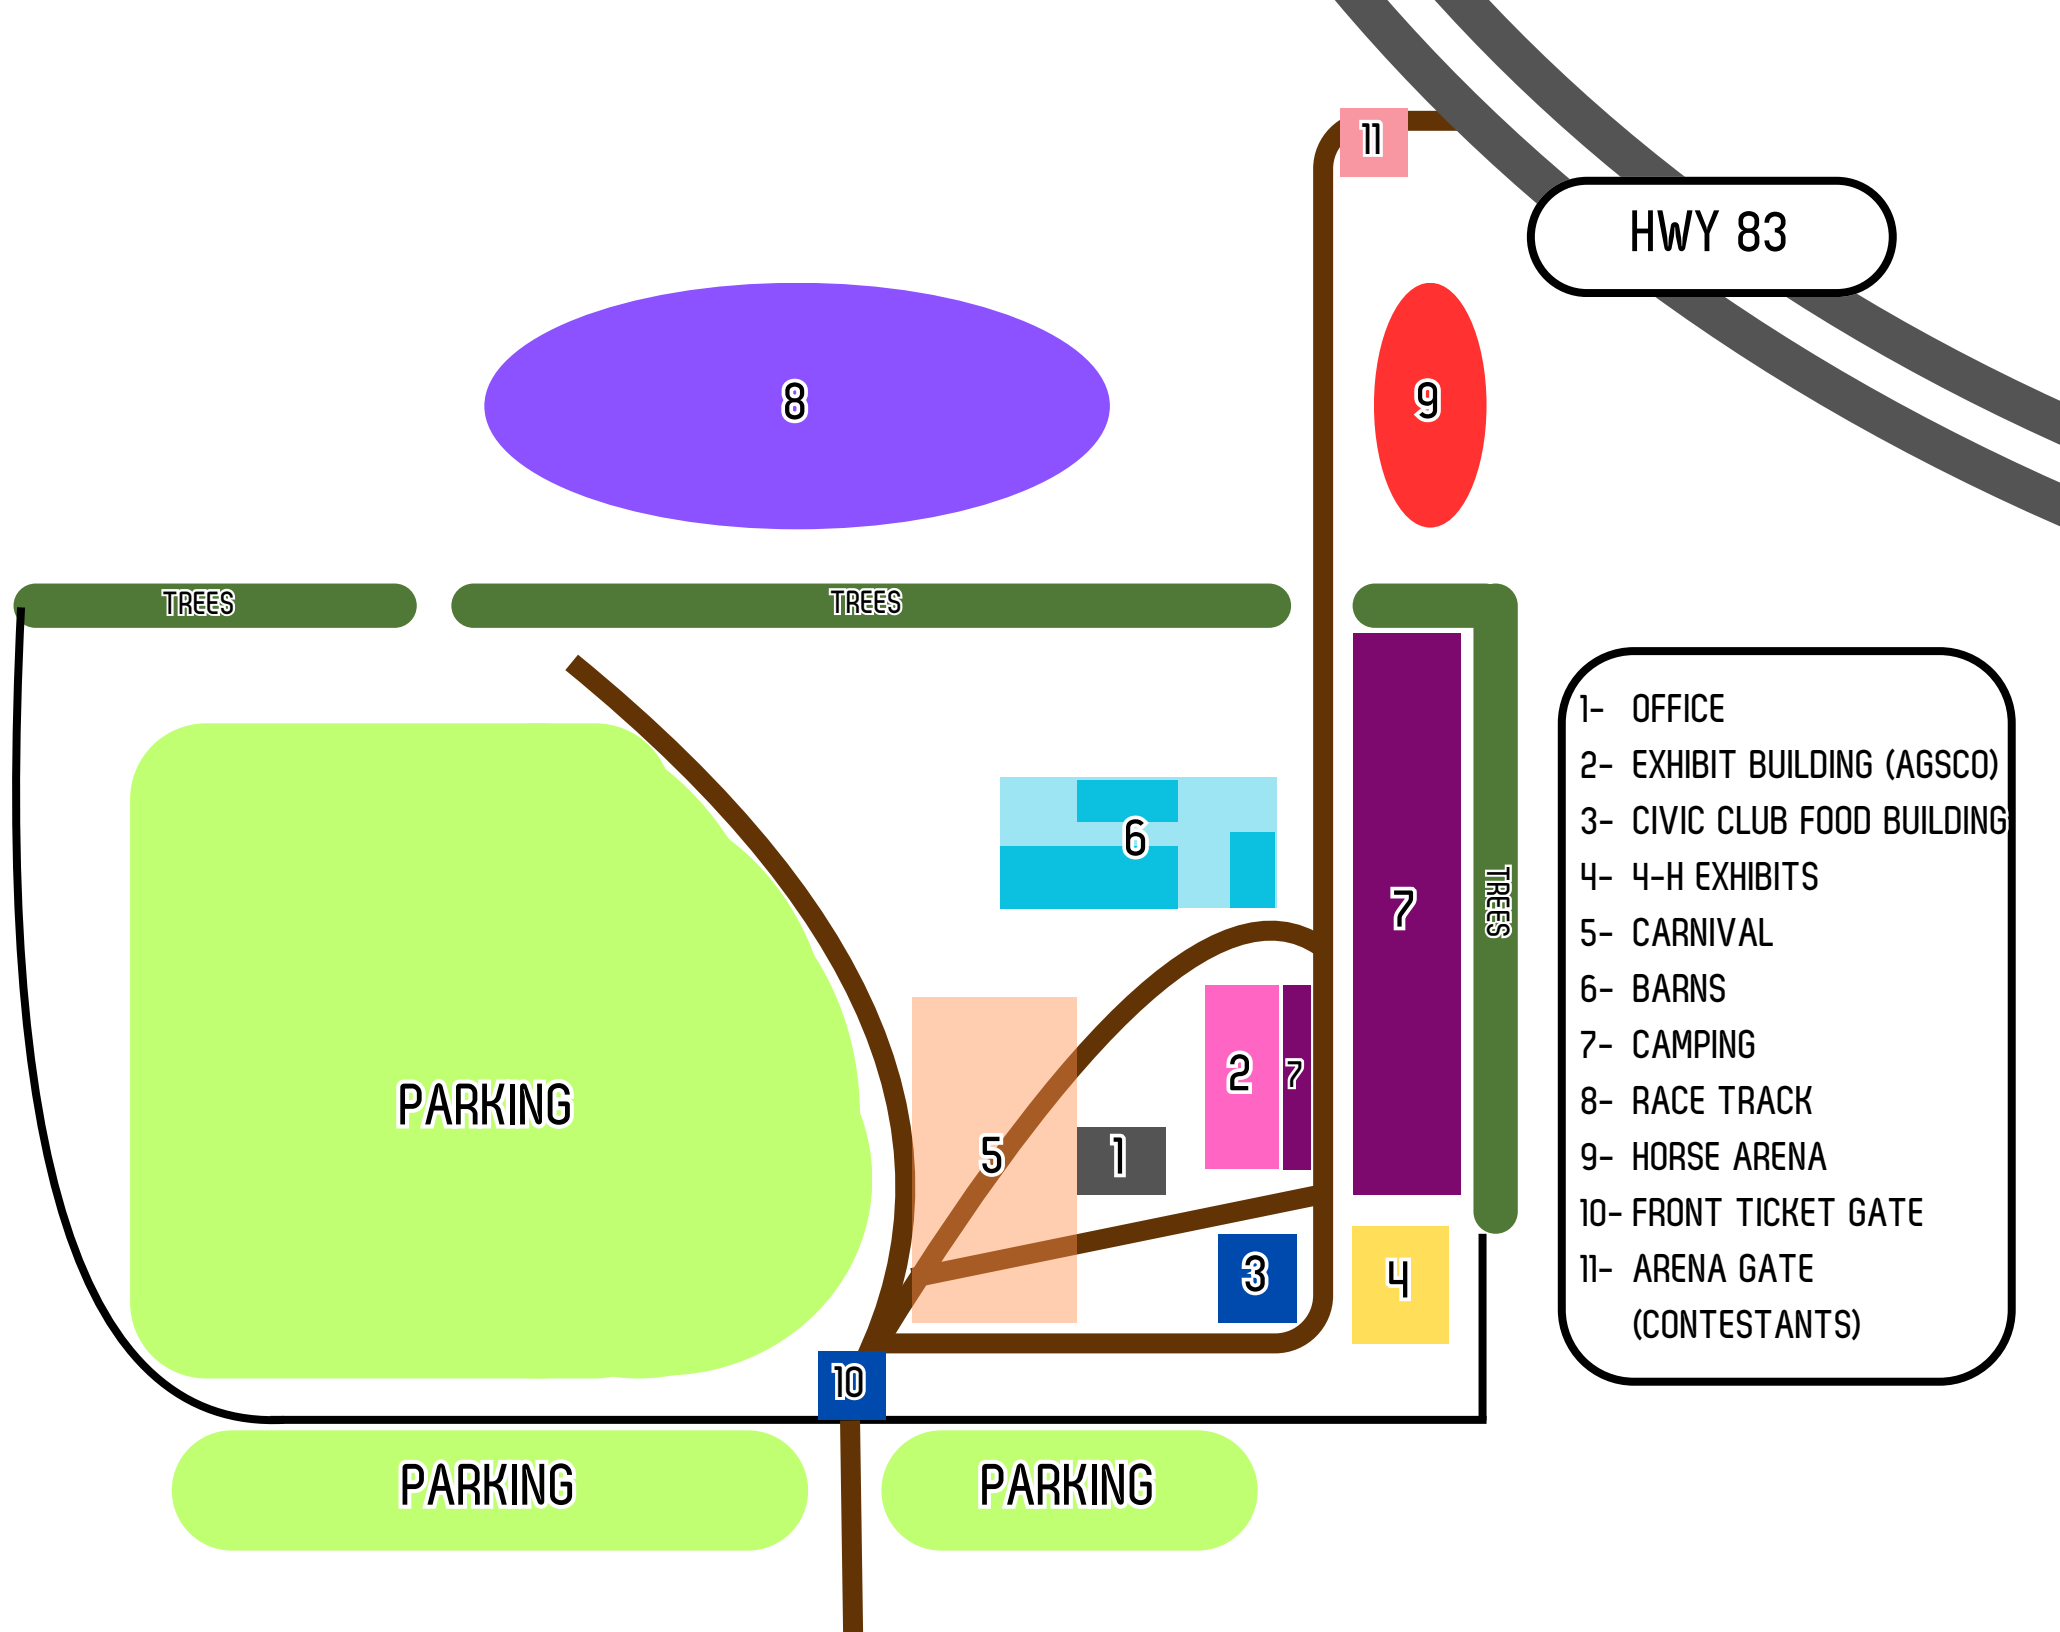 11
HWY 83
8
9
TREES
TREES
1- OFFICE
2- EXHIBIT BUILDING (AGSCO)
3- CIVIC CLUB FOOD BUILDING
4- 4-H EXHIBITS
5- CARNIVAL
6- BARNS
7- CAMPING
8- RACE TRACK
9- HORSE ARENA
10- FRONT TICKET GATE
11- ARENA GATE
(CONTESTANTS)
6
7
TREES
2
7
PARKING
5
1
3
4
10
PARKING
PARKING